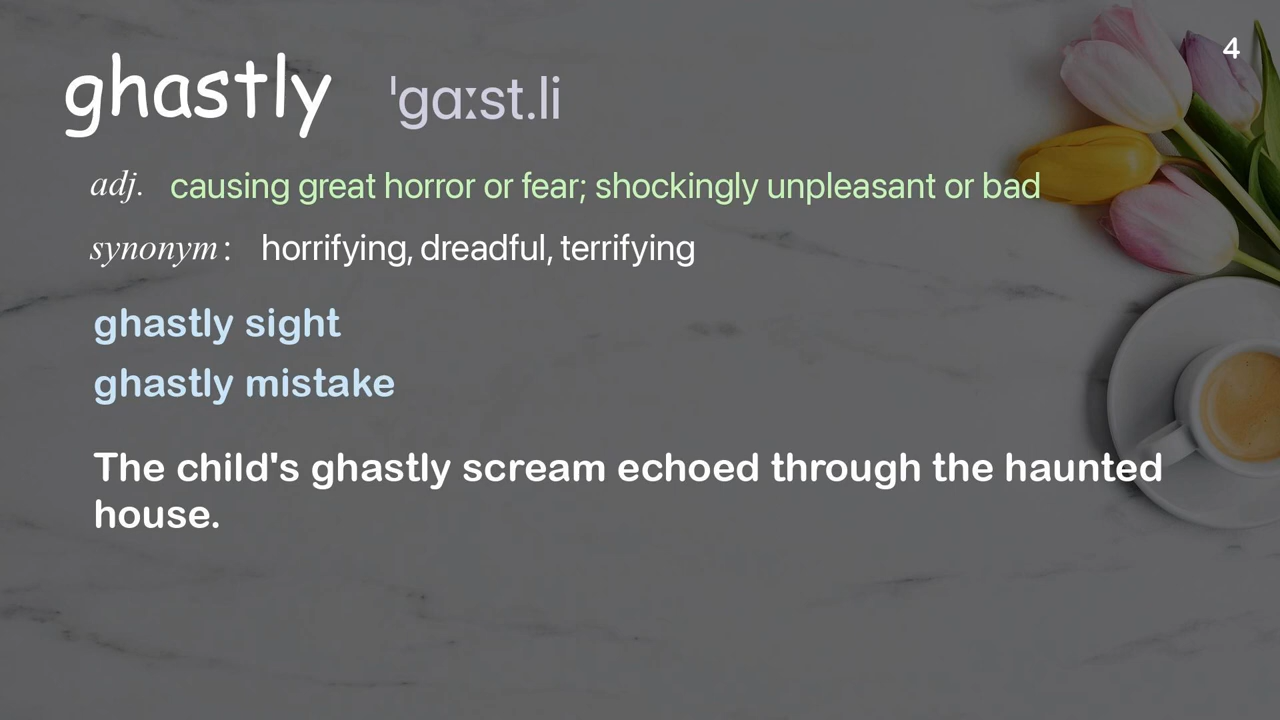 4
ghastly ˈɡɑːst.li
adj. causing great horror or fear; shockingly unpleasant or bad
synonym: horrifying, dreadful, terrifying
ghastly sight
ghastly mistake
The child's ghastly scream echoed through the haunted
house.